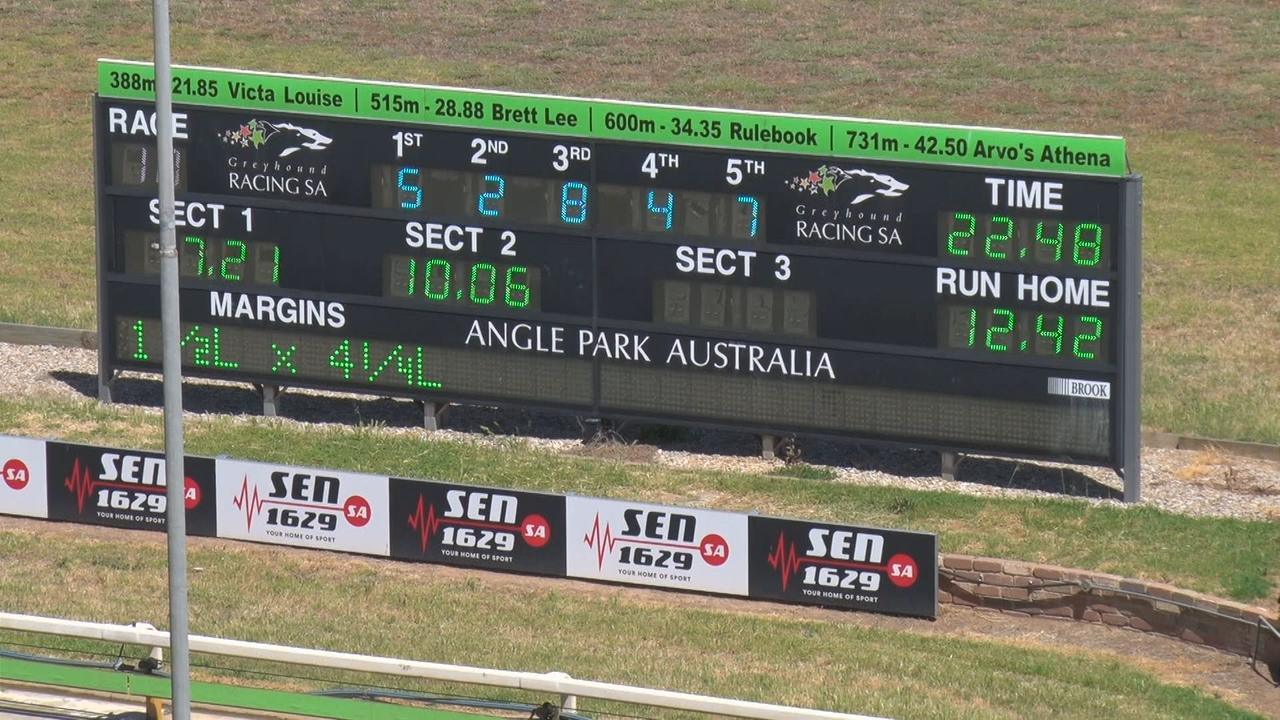 388m 21.85 Victa Louise | 515m - 28.88 Brett Lee | 600m - 34.35 Rulebook | 731m - 42.50 Arvo's Athena
RACE
Greyhound
RACING SA
1ST 2ND 3RD 4TH 5TH
5 2 8 4 7
Greyhound
RACING SA
TIME
22.48
SECT 1
7.21
SECT 2
10.06
SECT 3
RUN HOME
12.42
MARGINS
1 ½L x 4¼L
ANGLE PARK AUSTRALIA
BROOK
SA
SEN
1629 SA
YOUR HOME OF SPORT
SEN
1629 SA
YOUR HOME OF SPORT
SEN
1629 SA
YOUR HOME OF SPORT
SEN
1629 SA
YOUR HOME OF SPORT
SEN
1629 SA
YOUR HOME OF SPORT